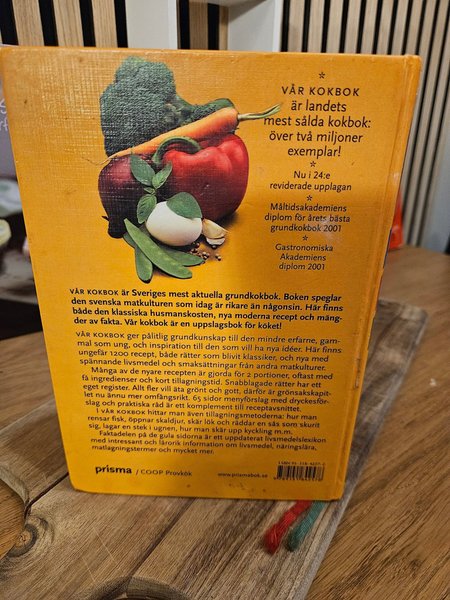 *
VÅR KOKBOK
är landets
mest sålda kokbok:
över två miljoner
exemplar!
*
Nu i 24:e
reviderade upplagan
*
Måltidsakademiens
diplom för årets bästa
grundkokbok 2001
*
Gastronomiska
Akademiens
diplom 2001
VÅR KOKBOK är Sveriges mest aktuella grundkokbok. Boken speglar
den svenska matkulturen som idag är rikare än någonsin. Här finns
både den klassiska husmanskosten, nya moderna recept och mäng-
der av fakta. Vår kokbok är en uppslagsbok för köket!
VÅR KOKBOK ger pålitlig grundkunskap till den mindre erfarne, gam-
mal som ung, och inspiration till den som vill ha nya idéer. Här finns
ungefär 1200 recept, både rätter som blivit klassiker, och nya med
spännande livsmedel och smaksättningar från andra matkulturer.
Många av de nyare recepten är gjorda för 2 portioner, oftast med
få ingredienser och kort tillagningstid. Snabblagade rätter har ett
eget register. Allt fler vill äta grönt och gott, därför är grönsakskapit-
let nu ännu mer omfångsrikt. 65 sidor menyförslag med dryckesför-
slag och praktiska råd är ett komplement till receptavsnittet.
I VÅR KOKBOK hittar man även tillagningsmetoderna: hur man
rensar fisk, öppnar skaldjur, skär lök och räddar en sås som skurit
sig, lagar en stek i ugnen, hur man skär upp kyckling m.m.
Faktadelen på de gula sidorna är ett uppdaterat livsmedelslexikon
med intressant och lärorik information om livsmedel, näringslära,
matlagningstermer och mycket mer.
prisma / COOP Provkök
www.prismabok.se